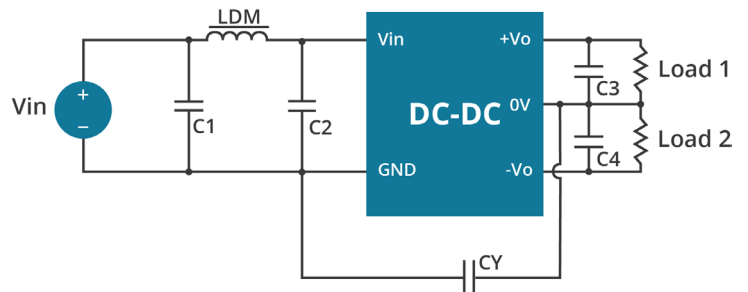 LDM
Vin
+
−
C1
C2
Vin
GND
DC-DC
+Vo
0V
-Vo
C3
C4
Load 1
Load 2
CY